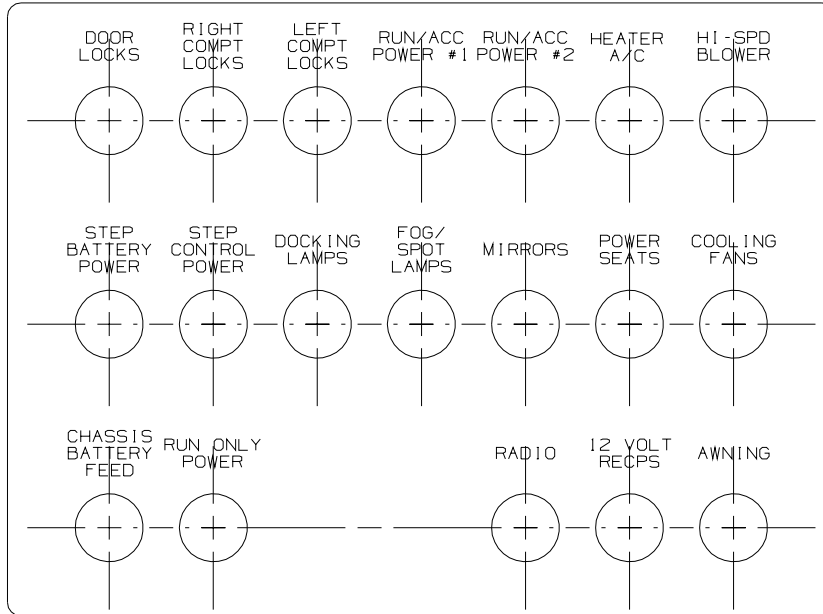 DOOR
LOCKS
RIGHT
COMPT
LOCKS
LEFT
COMPT
LOCKS
RUN/ACC
POWER #1
RUN/ACC
POWER #2
HEATER
A/C
HI-SPD
BLOWER
STEP
BATTERY
POWER
STEP
CONTROL
POWER
DOCKING
LAMPS
FOG/
SPOT
LAMPS
MIRRORS
POWER
SEATS
COOLING
FANS
CHASSIS
BATTERY
FEED
RUN ONLY
POWER
RADIO
12 VOLT
RECPS
AWNING